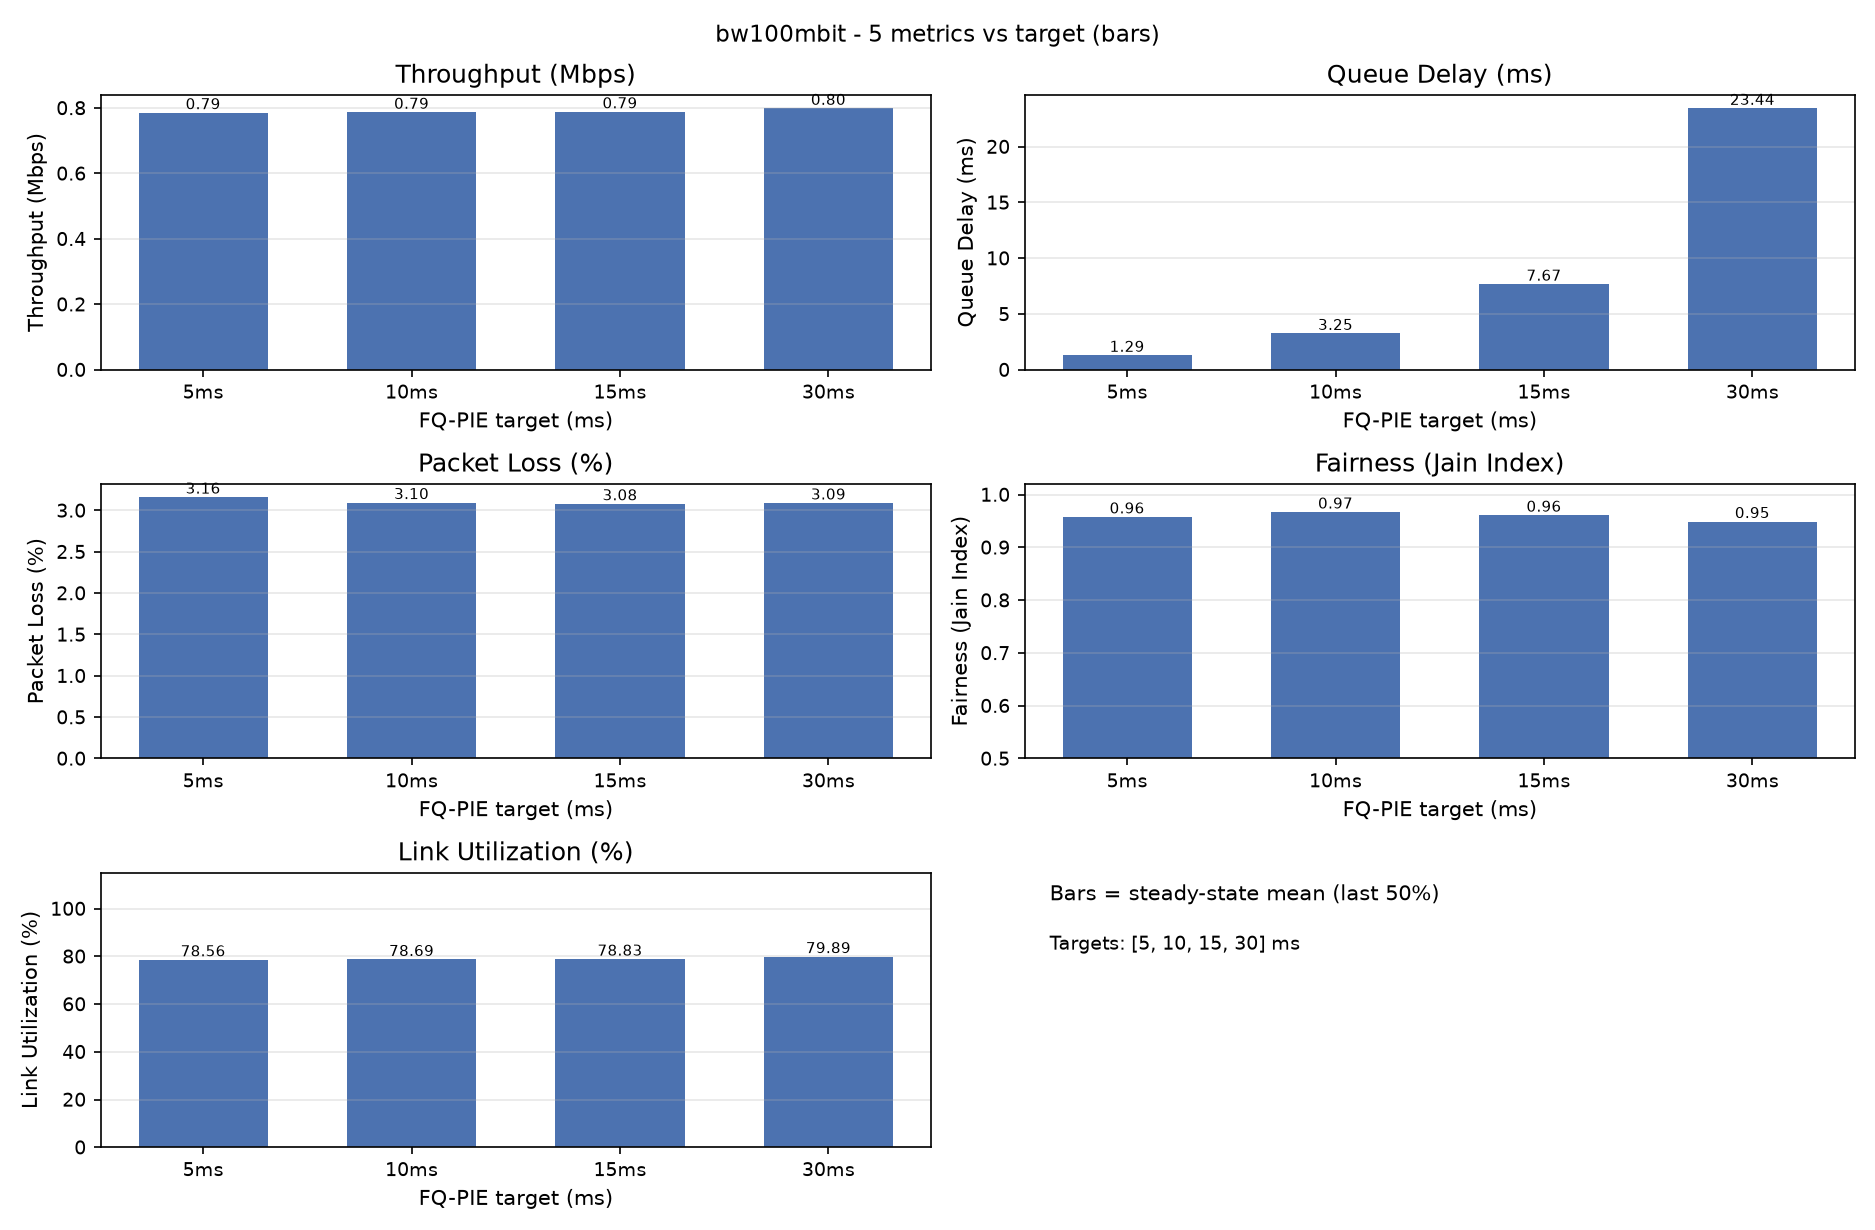 bw100mbit - 5 metrics vs target (bars)
Throughput (Mbps)
Throughput (Mbps)
0.8
0.6
0.4
0.2
0.0
0.79
0.79
0.79
0.80
5ms
10ms
15ms
30ms
FQ-PIE target (ms)
Queue Delay (ms)
Queue Delay (ms)
20
15
10
5
0
1.29
3.25
7.67
23.44
5ms
10ms
15ms
30ms
FQ-PIE target (ms)
Packet Loss (%)
Packet Loss (%)
3.0
2.5
2.0
1.5
1.0
0.5
0.0
3.16
3.10
3.08
3.09
5ms
10ms
15ms
30ms
FQ-PIE target (ms)
Fairness (Jain Index)
Fairness (Jain Index)
1.0
0.9
0.8
0.7
0.6
0.5
0.96
0.97
0.96
0.95
5ms
10ms
15ms
30ms
FQ-PIE target (ms)
Link Utilization (%)
Link Utilization (%)
100
80
60
40
20
0
78.56
78.69
78.83
79.89
5ms
10ms
15ms
30ms
FQ-PIE target (ms)
Bars = steady-state mean (last 50%)
Targets: [5, 10, 15, 30] ms